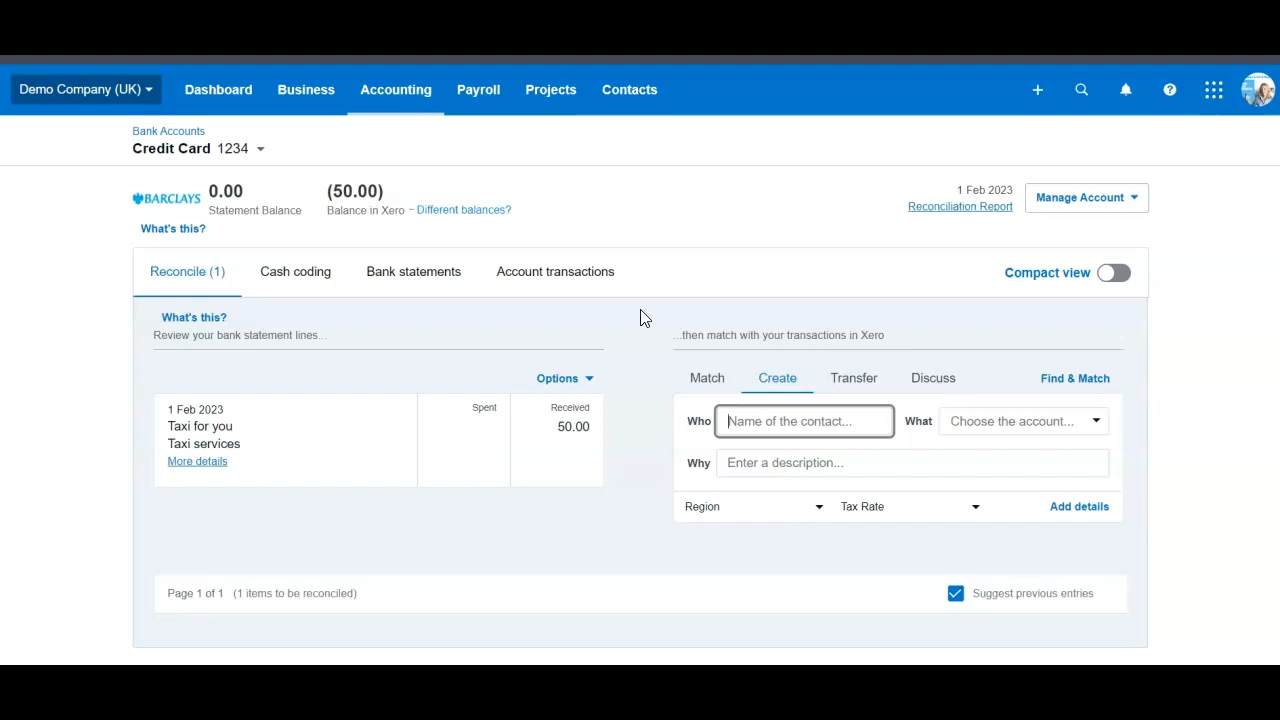 Demo Company (UK) Dashboard Business Accounting Payroll Projects Contacts
Bank Accounts
Credit Card 1234
BARCLAYS 0.00 (50.00)
Statement Balance Balance in Xero - Different balances?
What's this?
1 Feb 2023
Reconciliation Report
Manage Account
Reconcile (1) Cash coding Bank statements Account transactions Compact view
What's this?
Review your bank statement lines... ...then match with your transactions in Xero
Options Match Create Transfer Discuss Find & Match
1 Feb 2023 Spent Received
Taxi for you 50.00
Taxi services
More details
Who Name of the contact... What Choose the account...
Why Enter a description...
Region Tax Rate Add details
Page 1 of 1 (1 items to be reconciled) Suggest previous entries